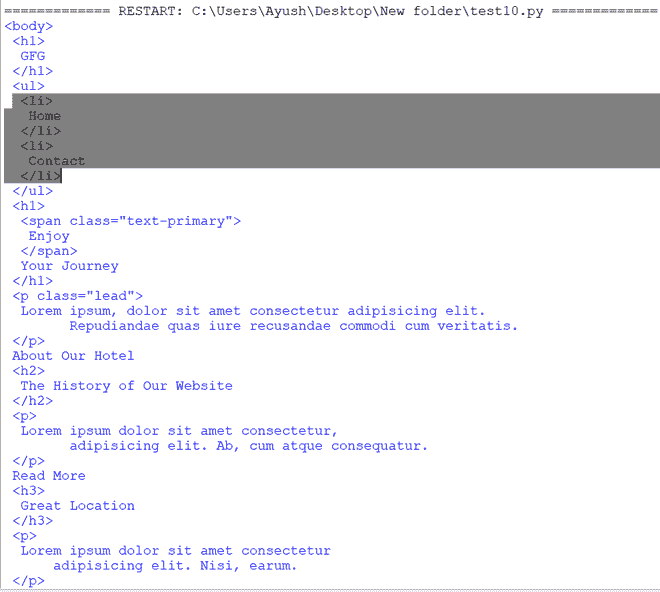 ============= RESTART: C:\Users\Ayush\Desktop\New folder\test10.py =============
<body>
 <h1>
  GFG
 </h1>
 <ul>
  <li>
   Home
  </li>
  <li>
   Contact
  </li>
 </ul>
 <h1>
  <span class="text-primary">
   Enjoy
  </span>
  Your Journey
 </h1>
 <p class="lead">
  Lorem ipsum, dolor sit amet consectetur adipisicing elit.
        Repudiandae quas iure recusandae commodi cum veritatis.
 </p>
 About Our Hotel
 <h2>
  The History of Our Website
 </h2>
 <p>
  Lorem ipsum dolor sit amet consectetur,
        adipisicing elit. Ab, cum atque consequatur.
 </p>
 Read More
 <h3>
  Great Location
 </h3>
 <p>
  Lorem ipsum dolor sit amet consectetur
      adipisicing elit. Nisi, earum.
 </p>